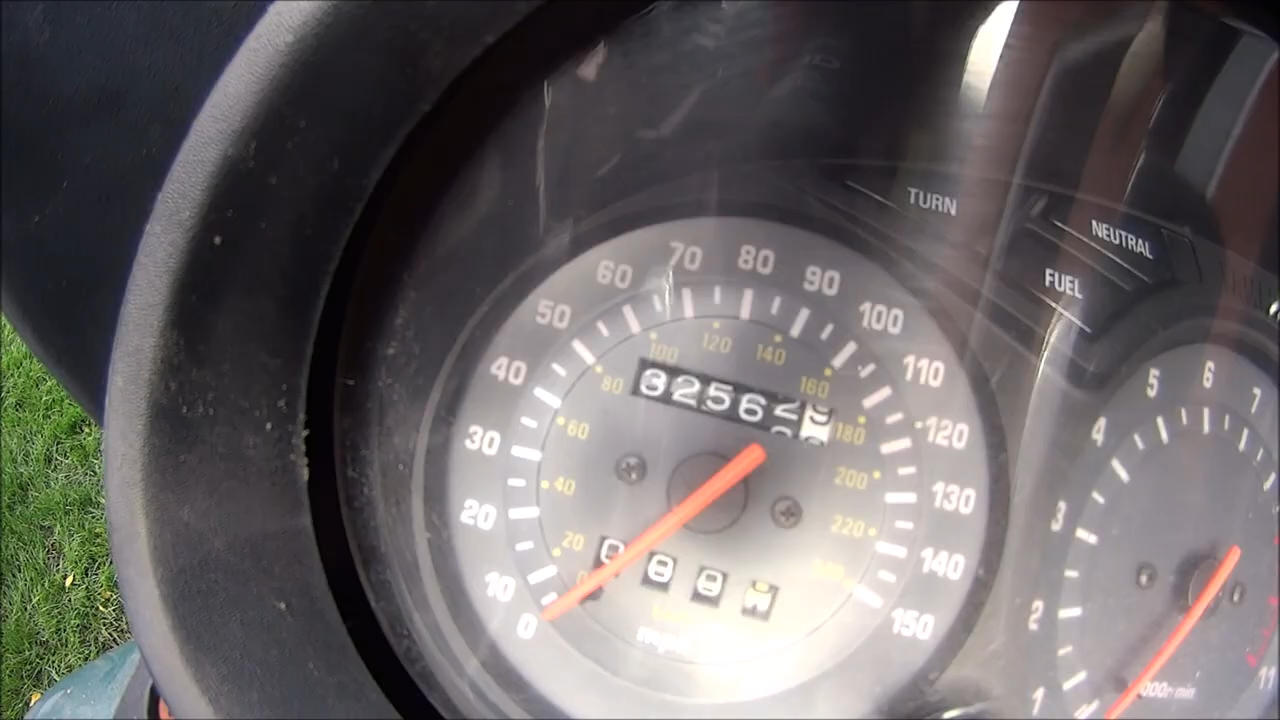 TURN
NEUTRAL
FUEL
0 10 20 30 40 50 60 70 80 90 100 110 120 130 140 150
20 40 60 80 100 120 140 160 180 200 220
32562
mph
1 2 3 4 5 6 7 11